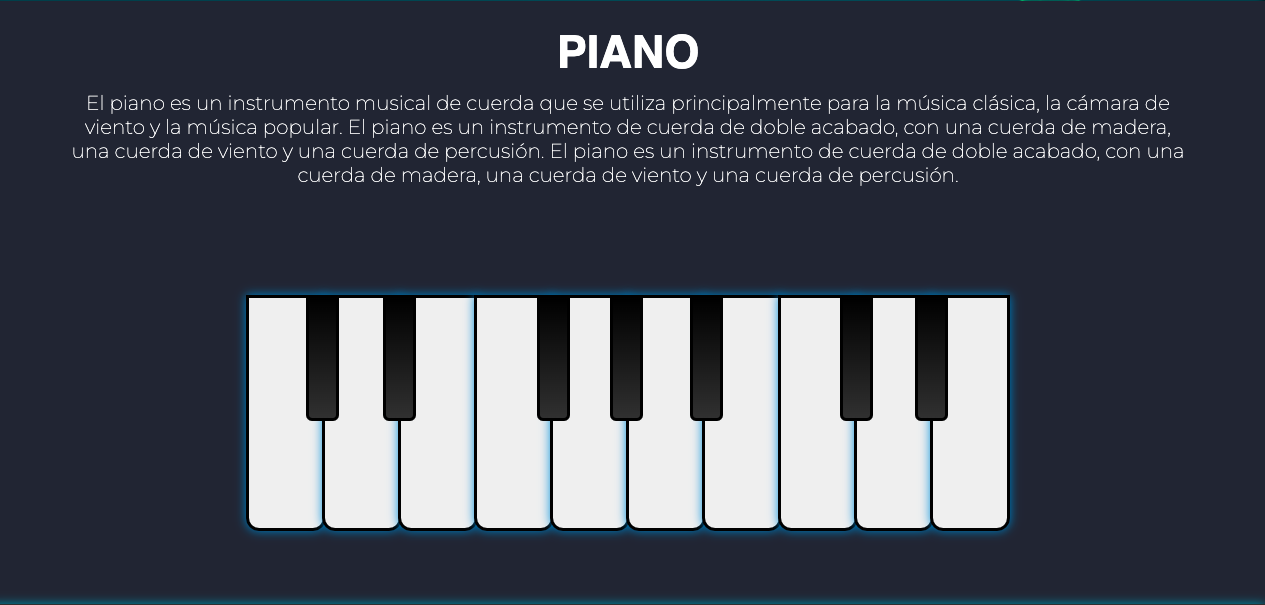 PIANO
El piano es un instrumento musical de cuerda que se utiliza principalmente para la música clásica, la cámara de
viento y la música popular. El piano es un instrumento de cuerda de doble acabado, con una cuerda de madera,
una cuerda de viento y una cuerda de percusión. El piano es un instrumento de cuerda de doble acabado, con una
cuerda de madera, una cuerda de viento y una cuerda de percusión.